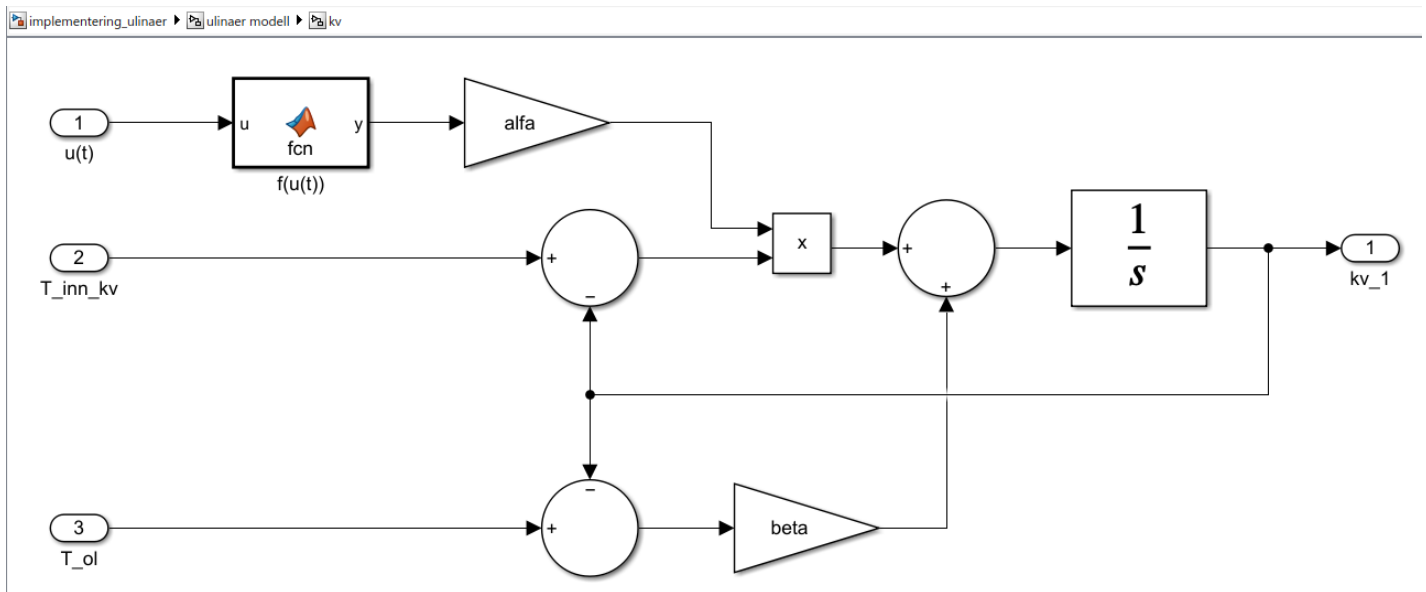 implementering_ulinaer ulinaer modell kv
1
u(t)
u fcn y
f(u(t))
alfa
2
T_inn_kv
+
−
x
+
+
1
s
1
kv_1
3
T_ol
+
−
beta